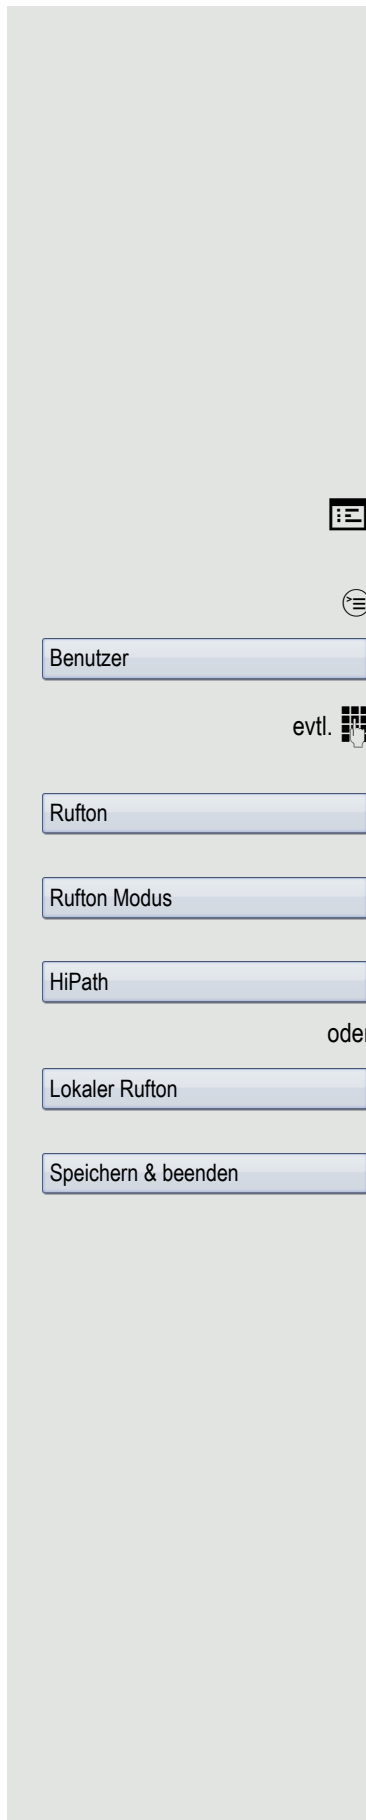 Benutzer
evtl.
Rufton
Rufton Modus
HiPath
oder
Lokaler Rufton
Speichern & beenden